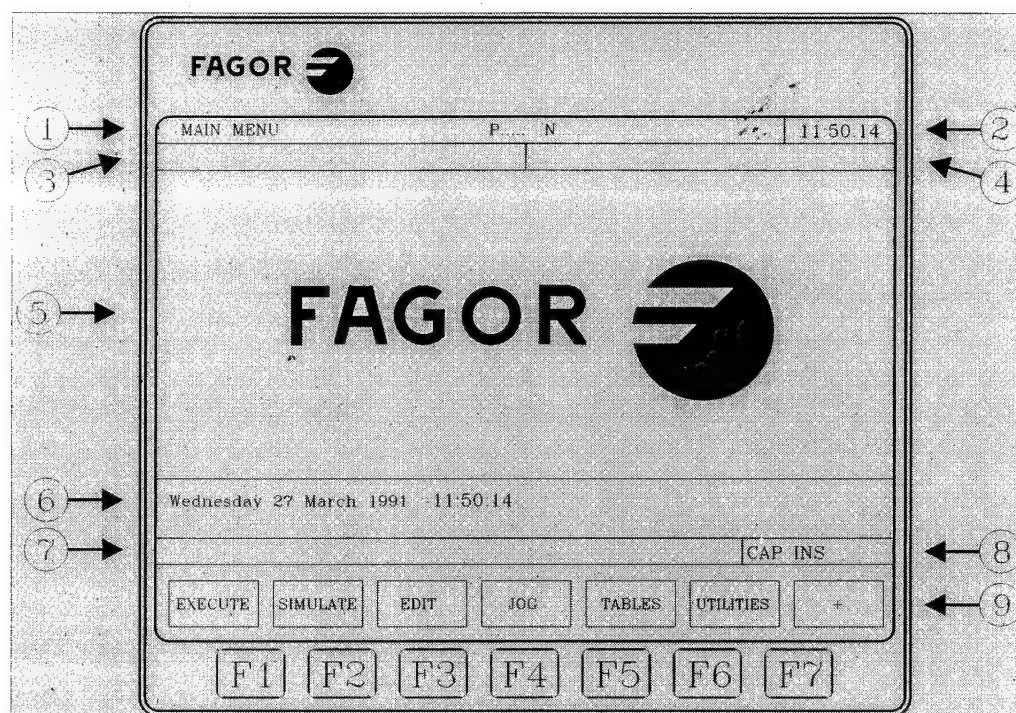 FAGOR
1 MAIN MENU P.... N 11:50.14 2
3 4
5 FAGOR
6 Wednesday 27 March 1991 -11:50:14
7 CAP INS 8
EXECUTE SIMULATE EDIT JOG TABLES UTILITIES + 9
F1 F2 F3 F4 F5 F6 F7